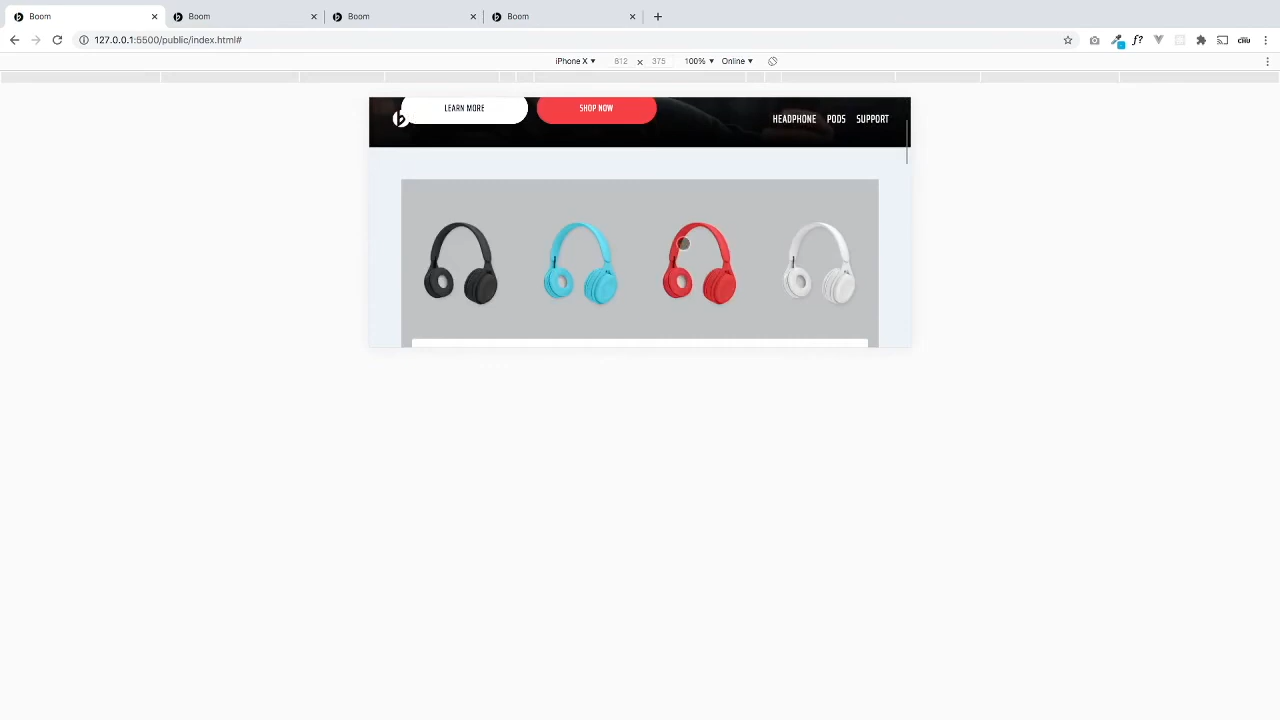 Boom Boom Boom Boom
127.0.0.1:5500/public/index.html#
f? CHU
iPhone X 812 x 375 100% Online
LEARN MORE SHOP NOW
b HEADPHONE PODS SUPPORT